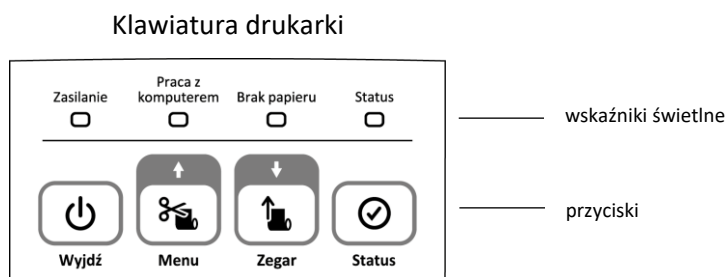 Klawiatura drukarki
Zasilanie
Praca z
komputerem
Brak papieru
Status
wskaźniki świetlne
przyciski
Wyjdź
Menu
Zegar
Status